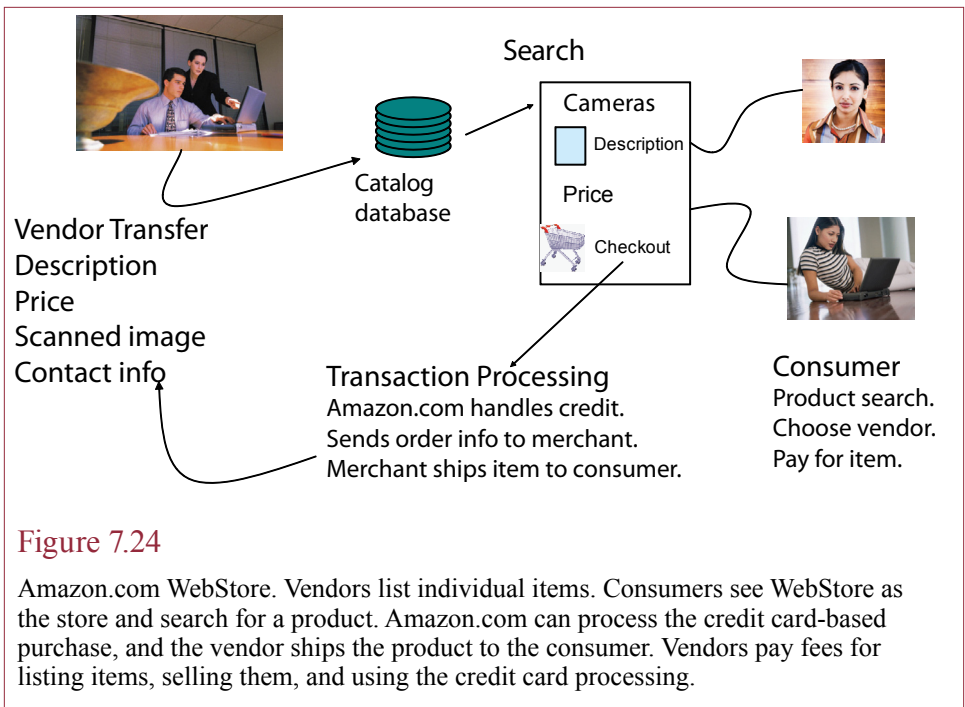 Search
Cameras
Description
Price
Checkout
Catalog
database
Vendor Transfer
Description
Price
Scanned image
Contact info
Transaction Processing
Amazon.com handles credit.
Sends order info to merchant.
Merchant ships item to consumer.
Consumer
Product search.
Choose vendor.
Pay for item.
Figure 7.24
Amazon.com WebStore. Vendors list individual items. Consumers see WebStore as
the store and search for a product. Amazon.com can process the credit card-based
purchase, and the vendor ships the product to the consumer. Vendors pay fees for
listing items, selling them, and using the credit card processing.